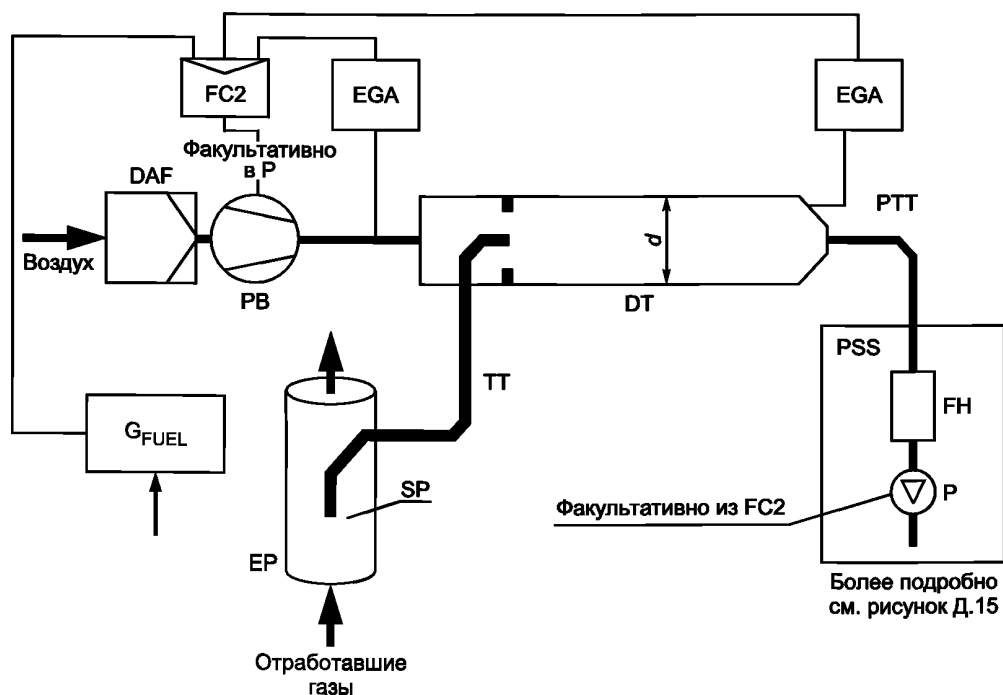 FC2
EGA
EGA
Факультативно
в P
DAF
Воздух
PB
d
DT
PTT
PSS
FH
P
TT
G_FUEL
SP
EP
Факультативно из FC2
Более подробно
см. рисунок Д.15
Отработавшие
газы